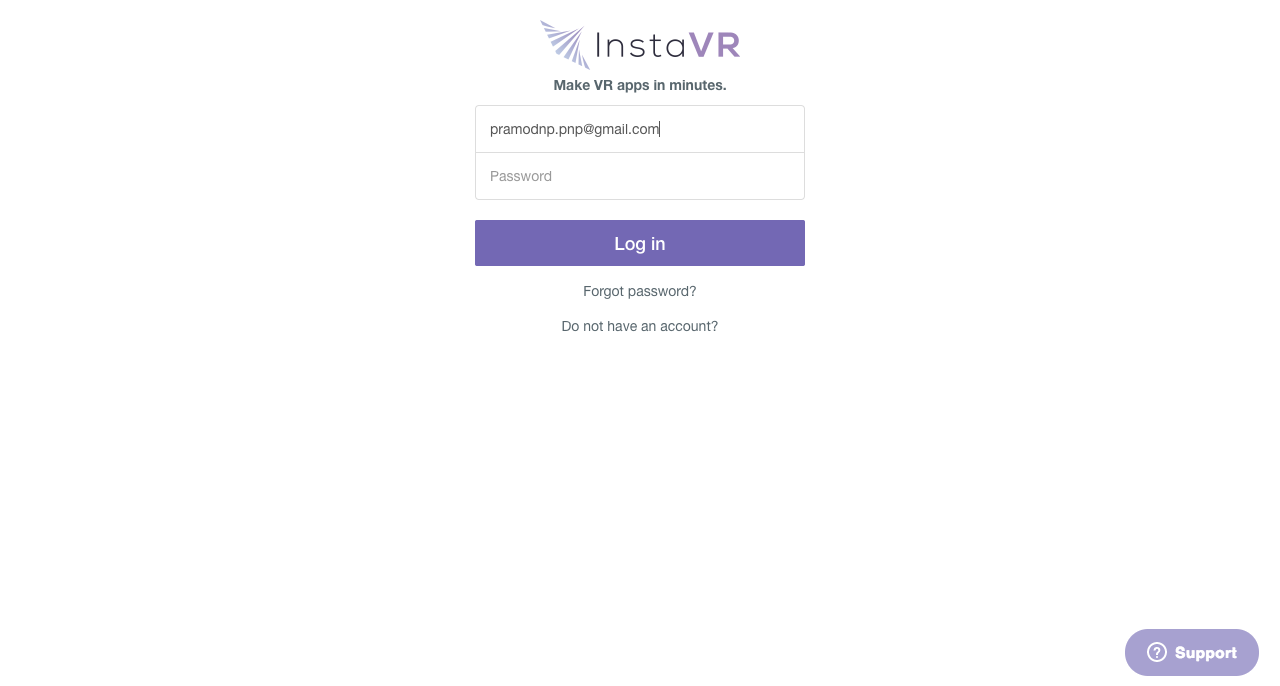 InstaVR
Make VR apps in minutes.
pramodnp.pnp@gmail.com
Password
Log in
Forgot password?
Do not have an account?
Support